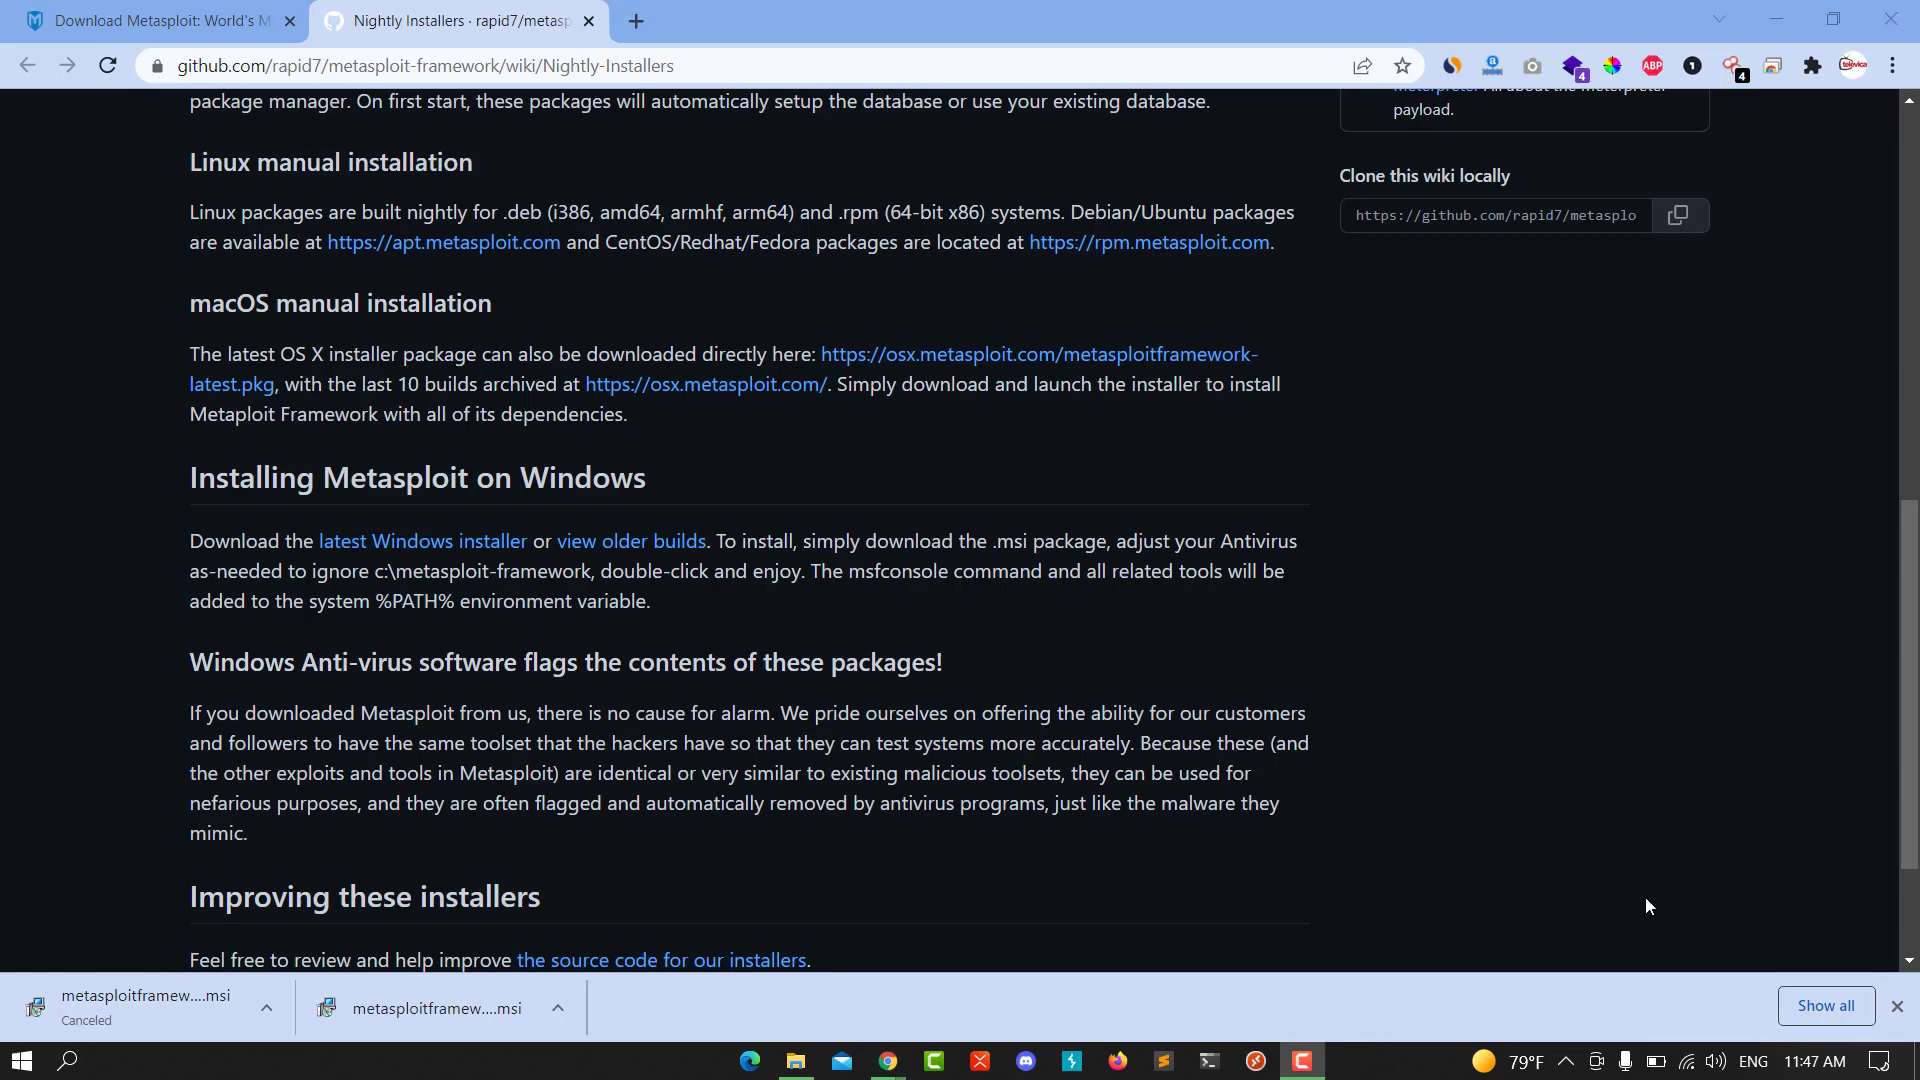 Download Metasploit: World's M
Nightly Installers · rapid7/metasp
github.com/rapid7/metasploit-framework/wiki/Nightly-Installers
4
ABP
1
4
package manager. On first start, these packages will automatically setup the database or use your existing database.
Linux manual installation
Linux packages are built nightly for .deb (i386, amd64, armhf, arm64) and .rpm (64-bit x86) systems. Debian/Ubuntu packages
are available at https://apt.metasploit.com and CentOS/Redhat/Fedora packages are located at https://rpm.metasploit.com.
macOS manual installation
The latest OS X installer package can also be downloaded directly here: https://osx.metasploit.com/metasploitframework-
latest.pkg, with the last 10 builds archived at https://osx.metasploit.com/. Simply download and launch the installer to install
Metaploit Framework with all of its dependencies.
Installing Metasploit on Windows
Download the latest Windows installer or view older builds. To install, simply download the .msi package, adjust your Antivirus
as-needed to ignore c:\metasploit-framework, double-click and enjoy. The msfconsole command and all related tools will be
added to the system %PATH% environment variable.
Windows Anti-virus software flags the contents of these packages!
If you downloaded Metasploit from us, there is no cause for alarm. We pride ourselves on offering the ability for our customers
and followers to have the same toolset that the hackers have so that they can test systems more accurately. Because these (and
the other exploits and tools in Metasploit) are identical or very similar to existing malicious toolsets, they can be used for
nefarious purposes, and they are often flagged and automatically removed by antivirus programs, just like the malware they
mimic.
Improving these installers
Feel free to review and help improve the source code for our installers.
payload.
Clone this wiki locally
https://github.com/rapid7/metasplo
metasploitframew....msi
Canceled
metasploitframew....msi
Show all
79°F
ENG
11:47 AM